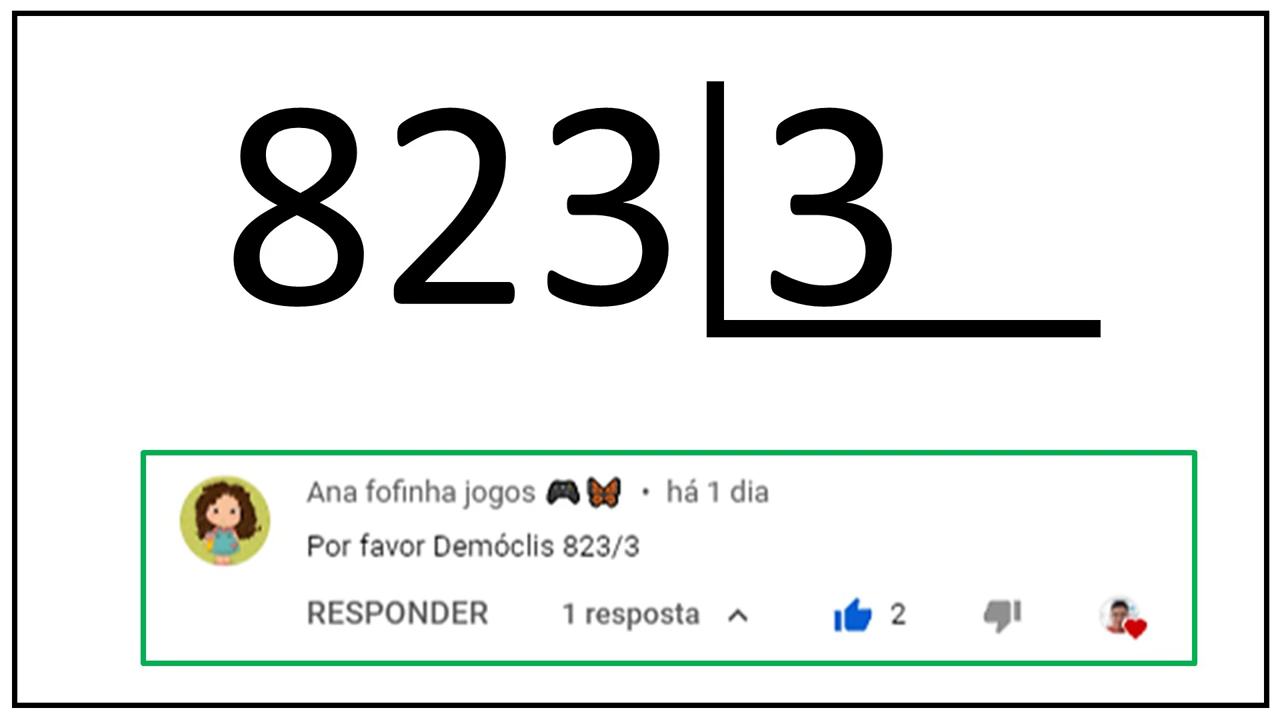 823 3
Ana fofinha jogos 🎮🦋 • há 1 dia
Por favor Demóclis 823/3
RESPONDER 1 resposta 2